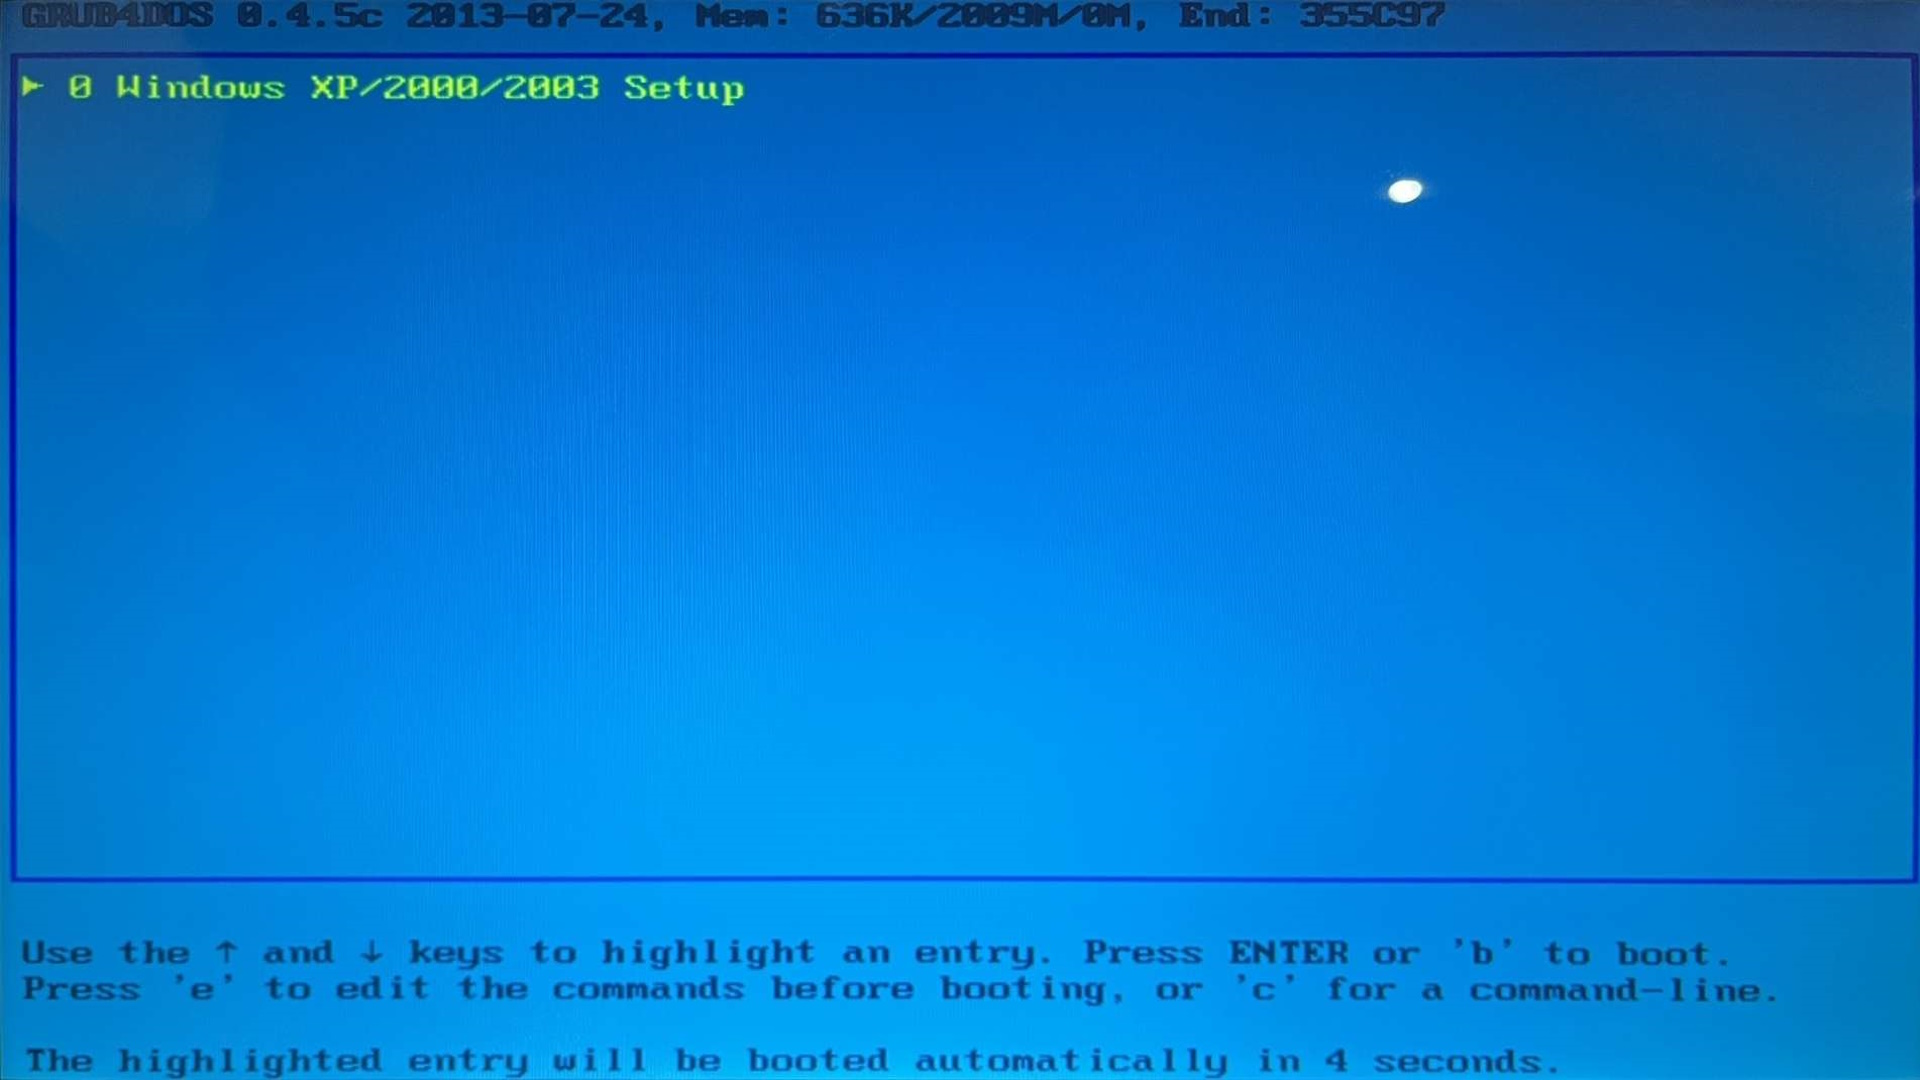 GRUB4DOS 0.4.5c 2013-07-24, Mem: 636K/2009M/0M, End: 355C97
0 Windows XP/2000/2003 Setup
Use the ↑ and ↓ keys to highlight an entry. Press ENTER or 'b' to boot.
Press 'e' to edit the commands before booting, or 'c' for a command-line.
The highlighted entry will be booted automatically in 4 seconds.